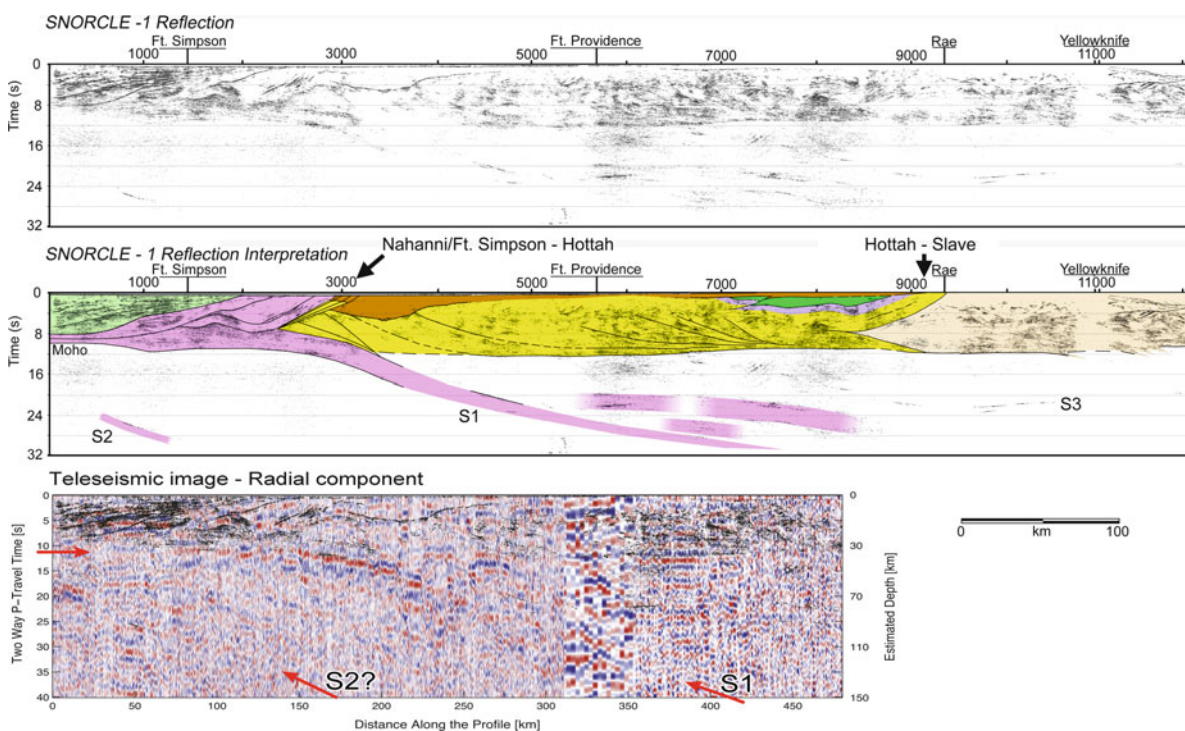 SNORCLE -1 Reflection
Ft. Simpson Ft. Providence Rae Yellowknife
1000 3000 5000 7000 9000 11000
Time (s)
0
8
16
24
32
SNORCLE - 1 Reflection Interpretation
Nahanni/Ft. Simpson - Hottah
Hottah - Slave
Ft. Simpson Ft. Providence Rae Yellowknife
1000 3000 5000 7000 9000 11000
Time (s)
0
8
Moho
16
24
32
S2
S1
S3
Teleseismic image - Radial component
Two Way P-Travel Time [s]
0
5
10
15
20
25
30
35
40
S2?
S1
0
30
70
110
150
Estimated Depth [km]
0 50 100 150 200 250 300 350 400 450
Distance Along the Profile [km]
0 100
km